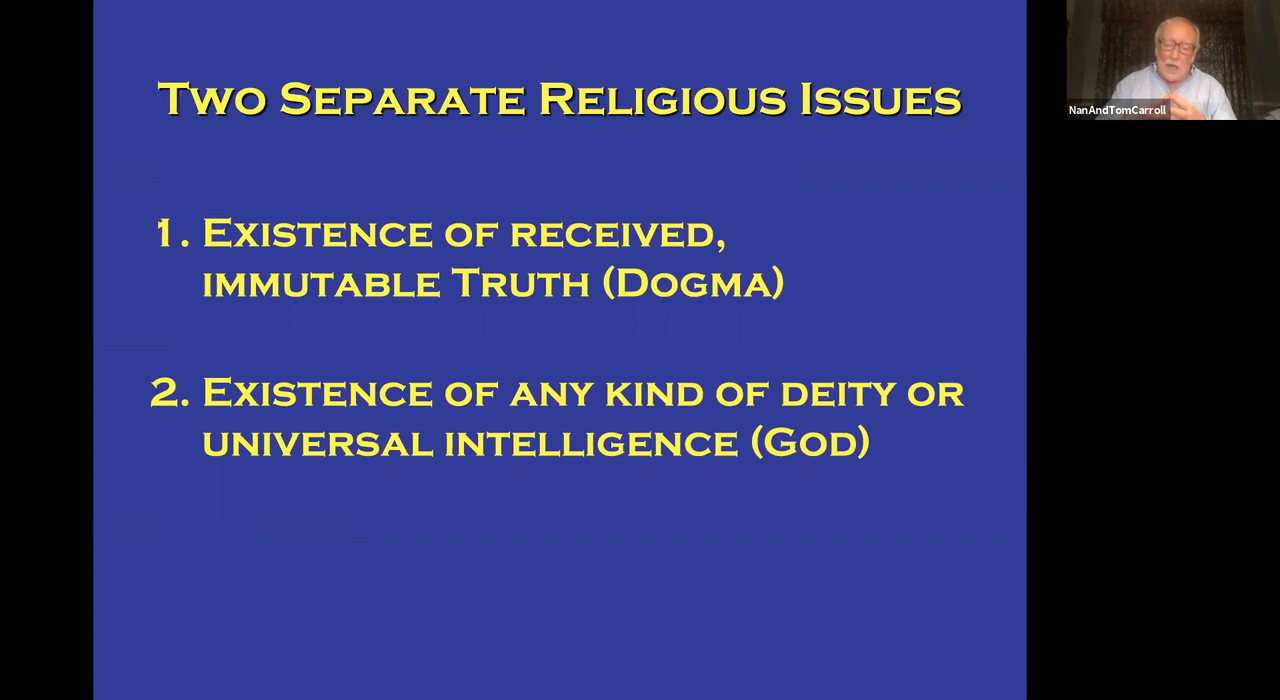 Two Separate Religious Issues
1. Existence of received,
immutable Truth (Dogma)
2. Existence of any kind of deity or
universal intelligence (God)
NanAndTomCarroll